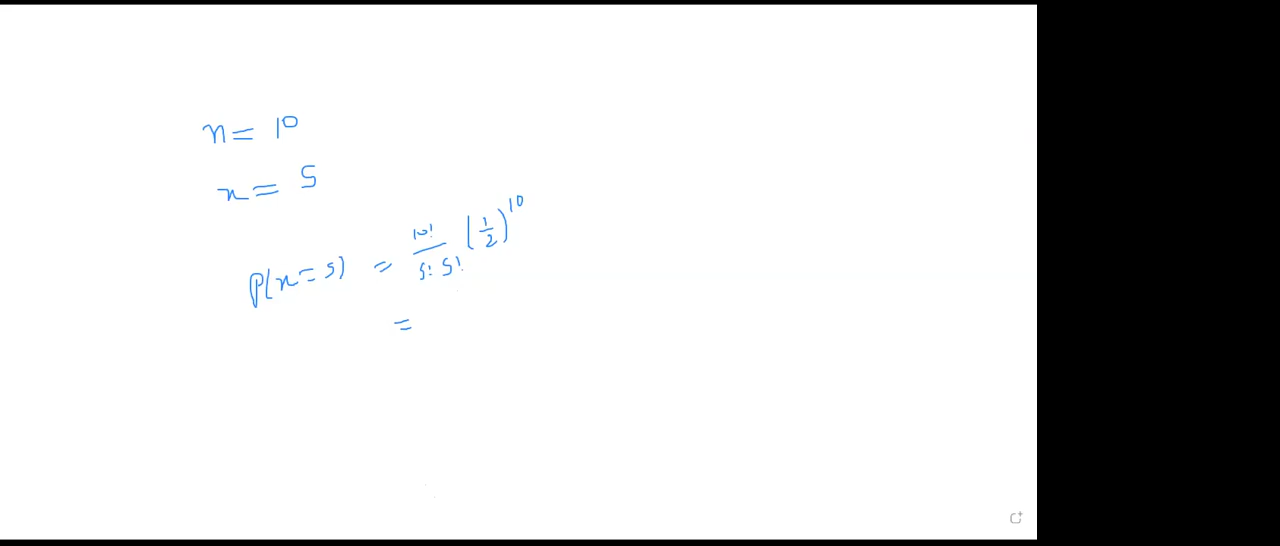 n = 10
x = 5
P(x = 5) = 10!/5! 5! (1/2)^10
=